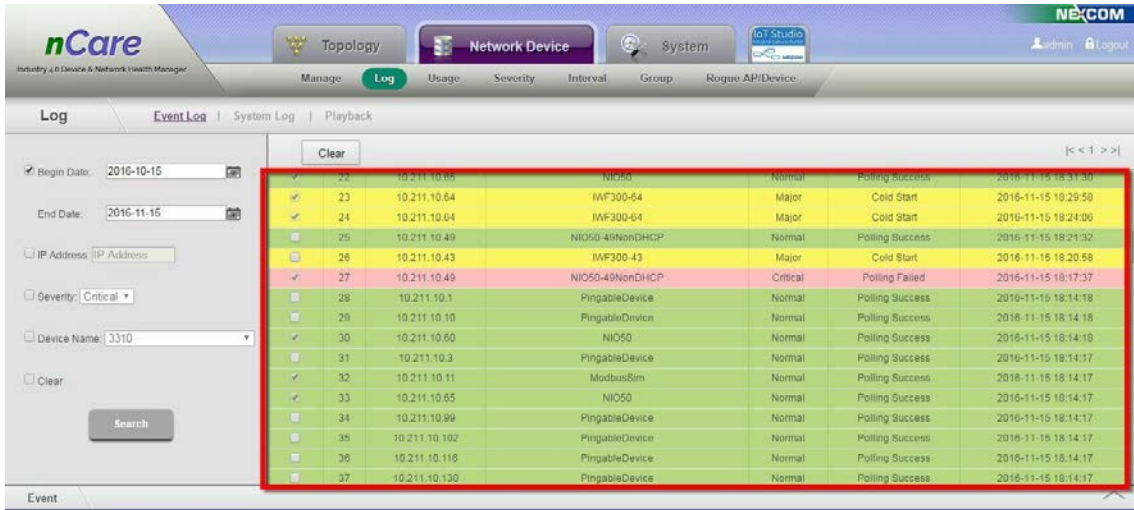 NEXCOM
nCare
Industry 4.0 Device & Network Health Manager
Topology
Network Device
System
IoT Studio
admin
Logout
Manage Log Usage Severity Interval Group Rogue AP/Device
Log
Event Log | System Log | Playback
Clear
|< < 1 > >|
Begin Date: 2016-10-15
End Date: 2016-11-15
IP Address: IP Address
Severity: Critical
Device Name: 3310
Clear
Search
22 10.211.10.65 NIO50 Normal Polling Success 2016-11-15 18:31:30
23 10.211.10.64 IWF300-64 Major Cold Start 2016-11-15 18:29:58
24 10.211.10.64 IWF300-64 Major Cold Start 2016-11-15 18:24:06
25 10.211.10.49 NIO50-49NonDHCP Normal Polling Success 2016-11-15 18:21:32
26 10.211.10.43 IWF300-43 Major Cold Start 2016-11-15 18:20:58
27 10.211.10.49 NIO50-49NonDHCP Critical Polling Failed 2016-11-15 18:17:37
28 10.211.10.1 PingableDevice Normal Polling Success 2016-11-15 18:14:18
29 10.211.10.10 PingableDevice Normal Polling Success 2016-11-15 18:14:18
30 10.211.10.60 NIO50 Normal Polling Success 2016-11-15 18:14:18
31 10.211.10.3 PingableDevice Normal Polling Success 2016-11-15 18:14:17
32 10.211.10.11 ModbusSim Normal Polling Success 2016-11-15 18:14:17
33 10.211.10.65 NIO50 Normal Polling Success 2016-11-15 18:14:17
34 10.211.10.99 PingableDevice Normal Polling Success 2016-11-15 18:14:17
35 10.211.10.102 PingableDevice Normal Polling Success 2016-11-15 18:14:17
36 10.211.10.116 PingableDevice Normal Polling Success 2016-11-15 18:14:17
37 10.211.10.130 PingableDevice Normal Polling Success 2016-11-15 18:14:17
Event